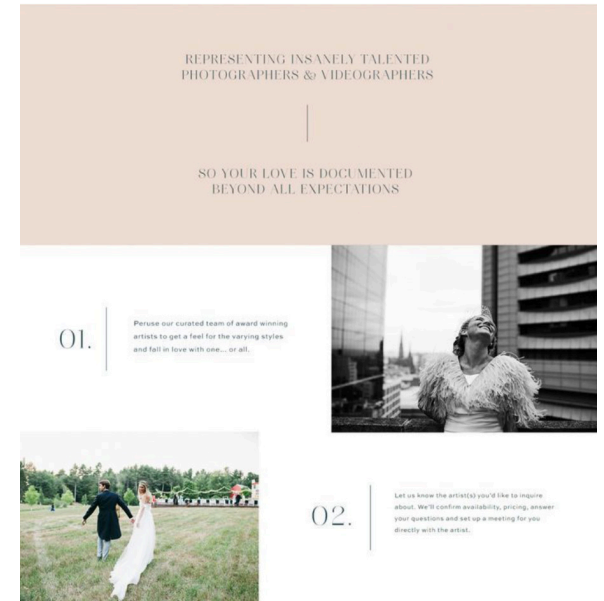 REPRESENTING INSANELY TALENTED
PHOTOGRAPHERS & VIDEOGRAPHERS
SO YOUR LOVE IS DOCUMENTED
BEYOND ALL EXPECTATIONS
01.
Peruse our curated team of award winning
artists to get a feel for the varying styles
and fall in love with one... or all.
02.
Let us know the artist(s) you'd like to inquire
about. We'll confirm availability, pricing, answer
your questions and set up a meeting for you
directly with the artist.